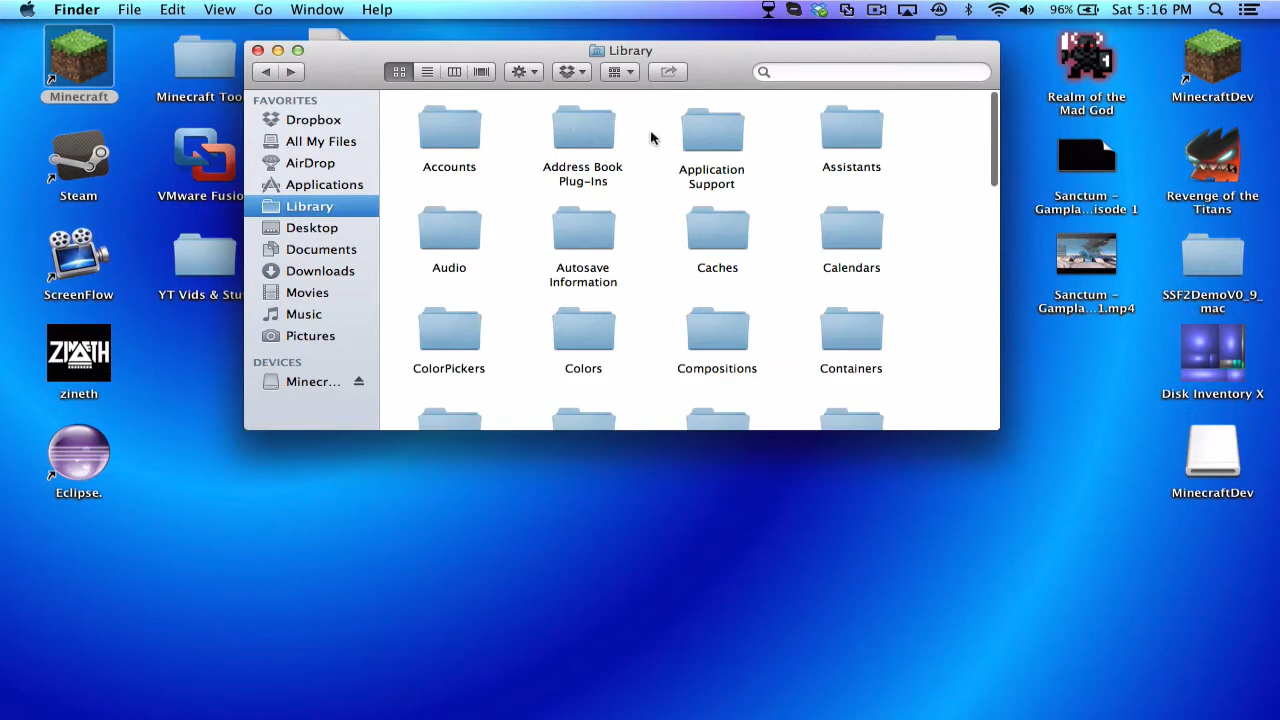 Finder File Edit View Go Window Help 96% Sat 5:16 PM
Library
FAVORITES
Dropbox
All My Files
AirDrop
Applications
Library
Desktop
Documents
Downloads
Movies
Music
Pictures
DEVICES
Minecr...
Accounts
Address Book
Plug-Ins
Application
Support
Assistants
Audio
Autosave
Information
Caches
Calendars
ColorPickers
Colors
Compositions
Containers
Minecraft
Minecraft Too
Steam
VMware Fusio
ScreenFlow
YT Vids & Stu
ZINETH
zineth
Eclipse.
Realm of the
Mad God
MinecraftDev
Sanctum -
Gampla...isode 1
Revenge of the
Titans
Sanctum -
Gampla...1.mp4
SSF2DemoV0_9_
mac
Disk Inventory X
MinecraftDev